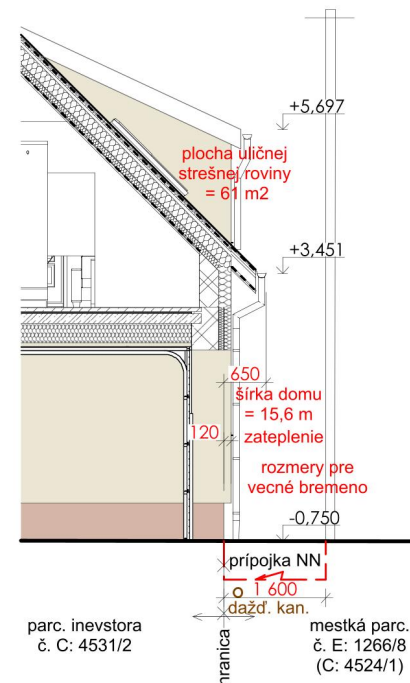 +5,697
plocha uličnej
strešnej roviny
= 61 m2
+3,451
650
šírka domu
= 15,6 m
120
zateplenie
rozmery pre
vecné bremeno
-0,750
prípojka NN
1 600
dažď. kan.
parc. inevstora
č. C: 4531/2
hranica
mestká parc.
č. E: 1266/8
(C: 4524/1)